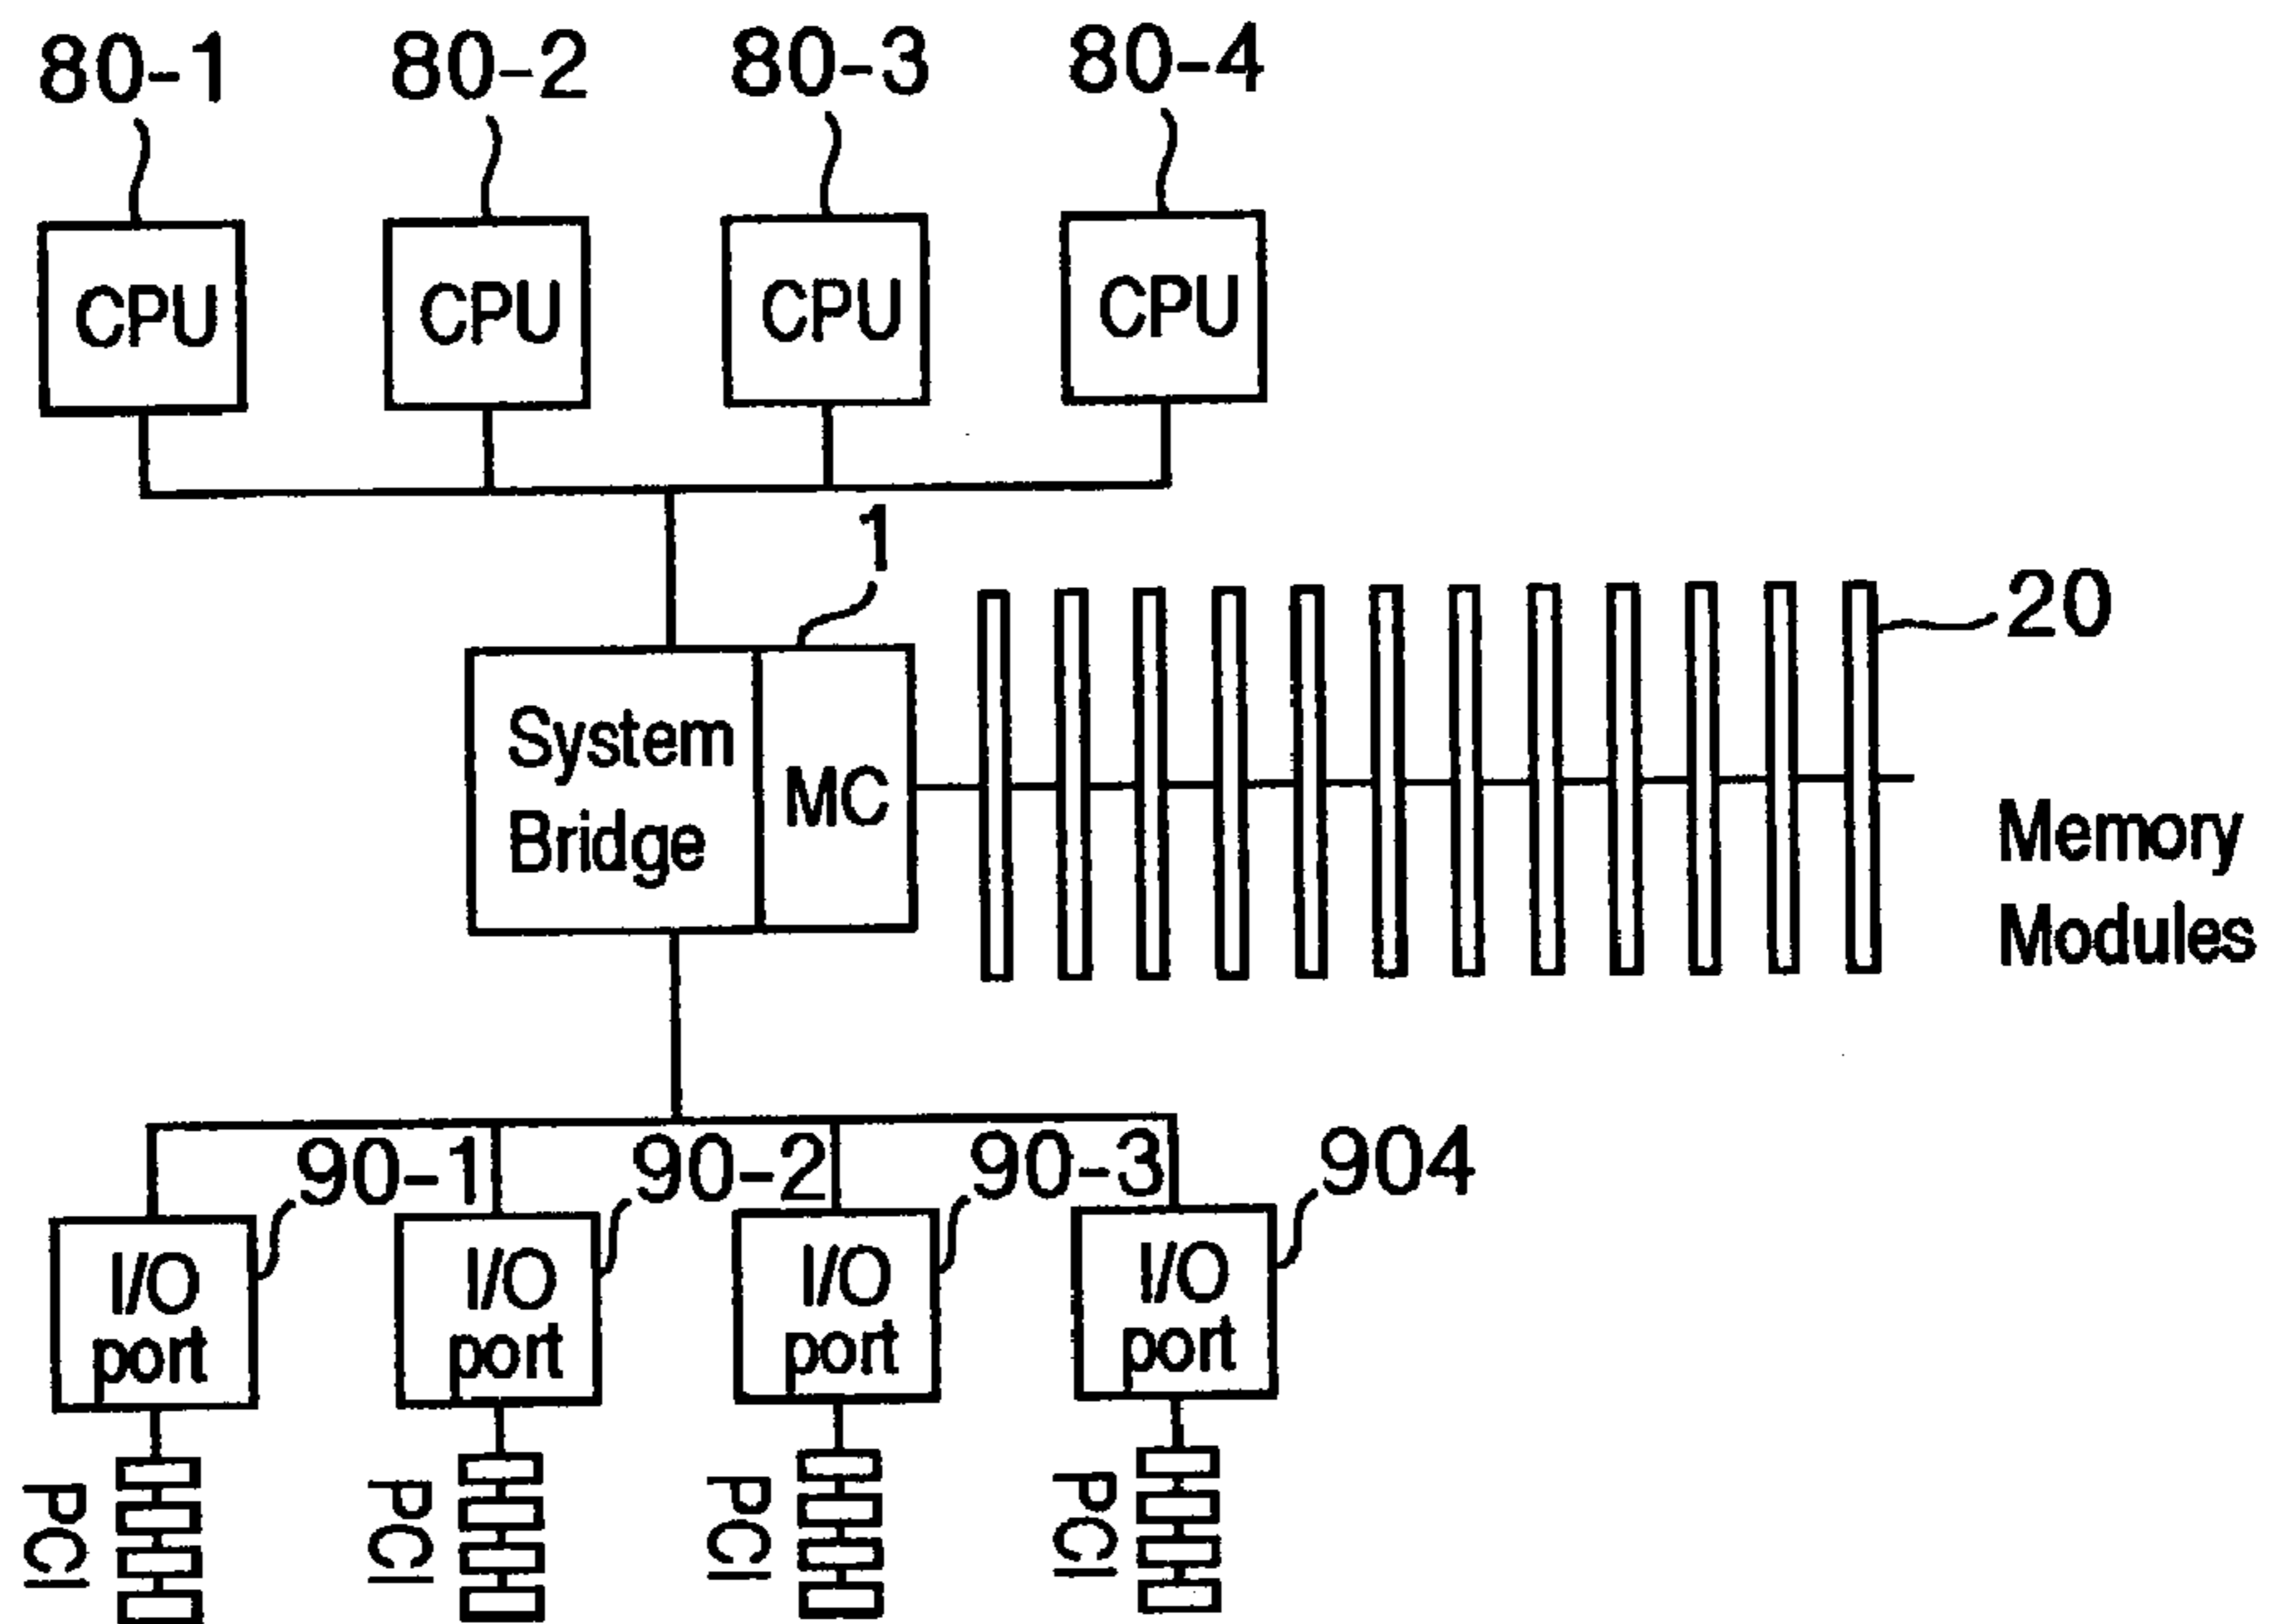 80-1 80-2 80-3 80-4
CPU CPU CPU CPU
1
20
System
Bridge
MC
Memory
Modules
90-1 90-2 90-3 904
I/O
port
I/O
port
I/O
port
I/O
port
PCI PCI PCI PCI